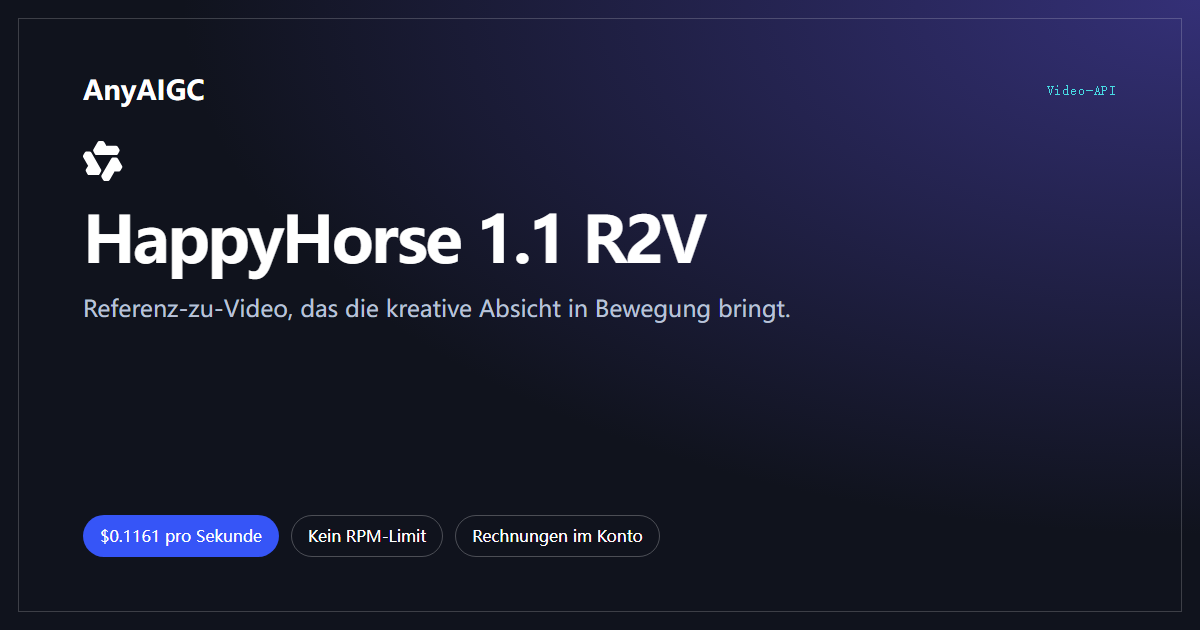 AnyAIGC
Video-API
HappyHorse 1.1 R2V
Referenz-zu-Video, das die kreative Absicht in Bewegung bringt.
$0.1161 pro Sekunde
Kein RPM-Limit
Rechnungen im Konto